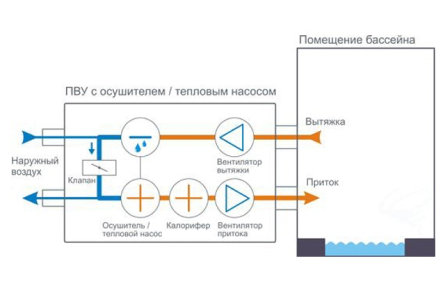 Помещение бассейна
ПВУ с осушителем / тепловым насосом
Вытяжка
Наружный
воздух
Клапан
Вентилятор
вытяжки
Приток
Осушитель /
тепловой насос
Калорифер
Вентилятор
притока